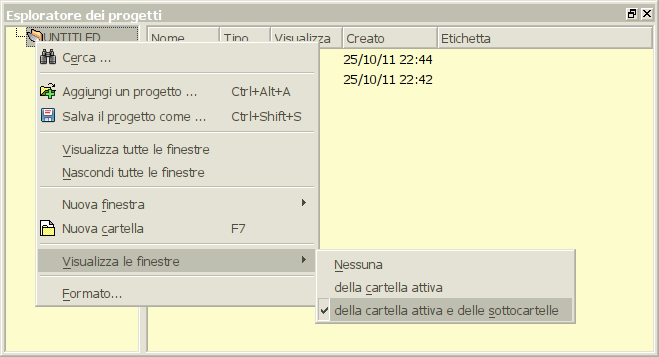 Esploratore dei progetti
UNTITLED
Nome Tipo Visualizza Creato Etichetta
25/10/11 22:44
25/10/11 22:42
Cerca ...
Aggiungi un progetto ... Ctrl+Alt+A
Salva il progetto come ... Ctrl+Shift+S
Visualizza tutte le finestre
Nascondi tutte le finestre
Nuova finestra
Nuova cartella F7
Visualizza le finestre
Formato...
Nessuna
della cartella attiva
della cartella attiva e delle sottocartelle